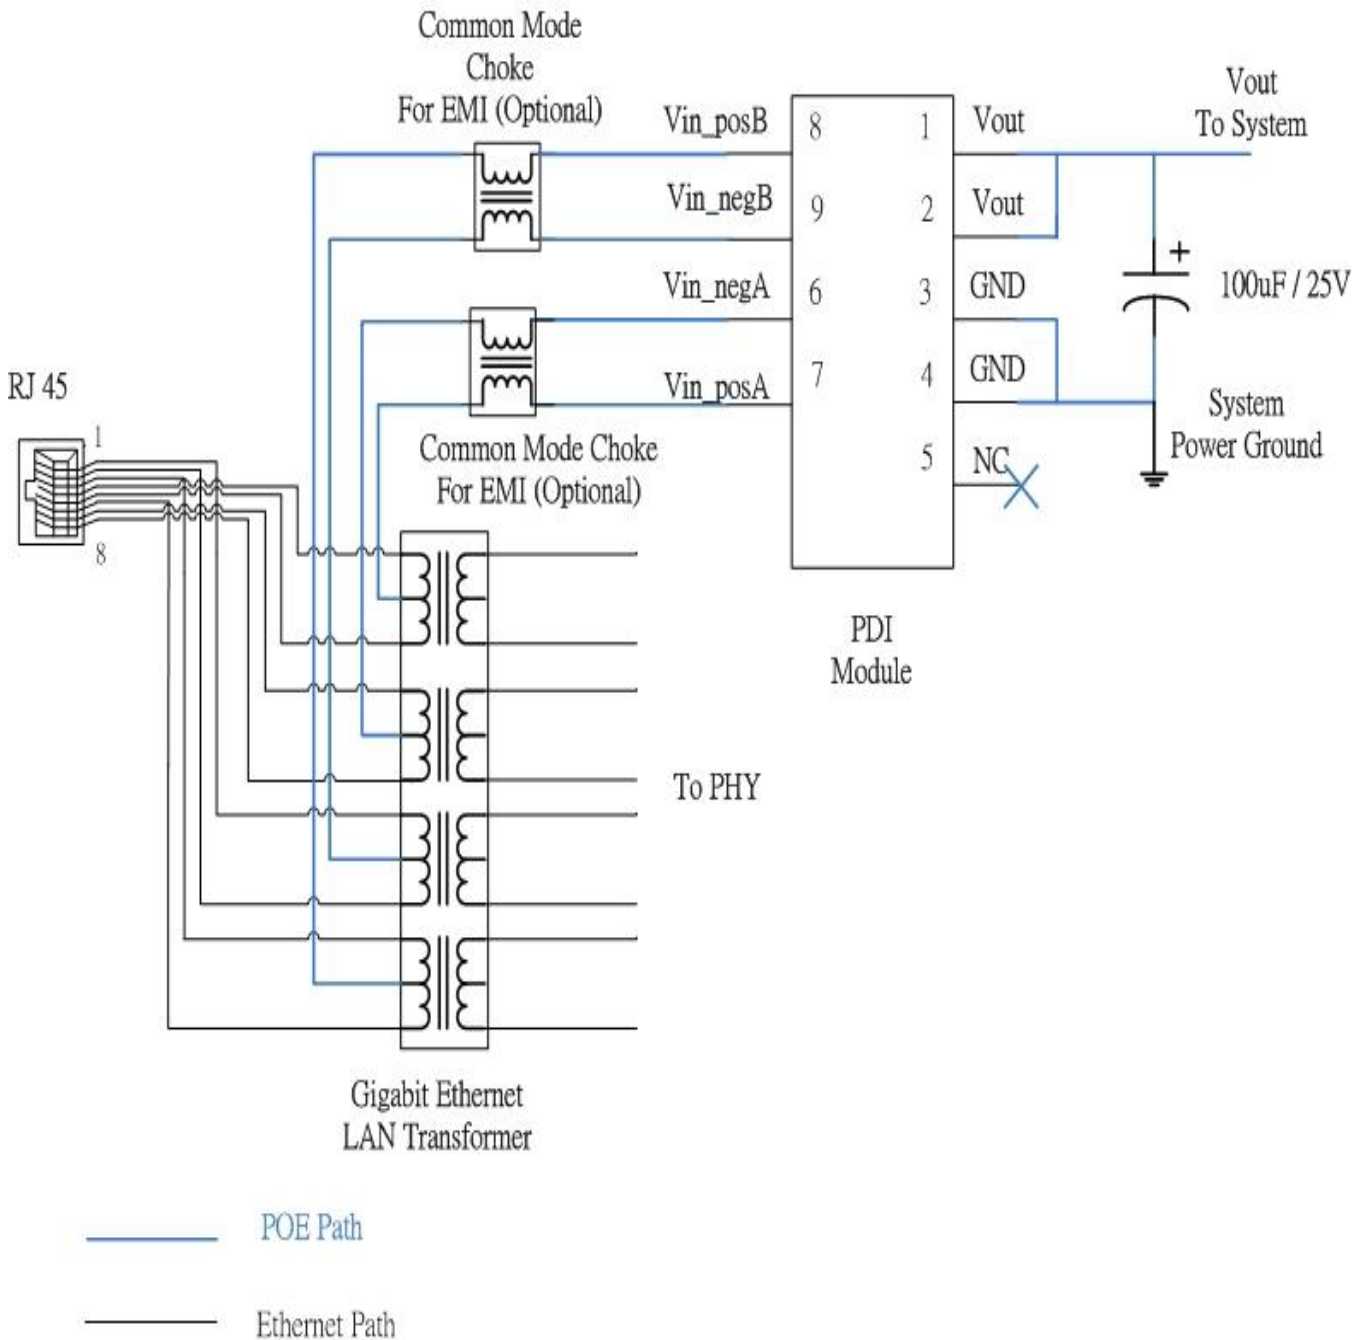 Common Mode
Choke
For EMI (Optional)
Vin_posB
8
1
Vout
Vout
To System
Vin_negB
9
2
Vout
Vin_negA
6
3
GND
100uF / 25V
+
Vin_posA
7
4
GND
System
Power Ground
5
NC
RJ 45
1
8
Common Mode Choke
For EMI (Optional)
PDI
Module
To PHY
Gigabit Ethernet
LAN Transformer
POE Path
Ethernet Path